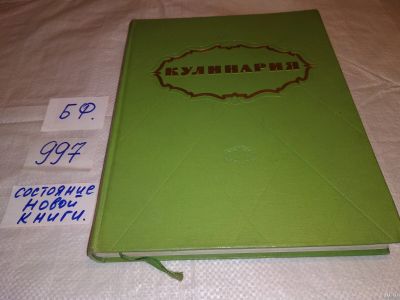 КУЛИНАРИЯ
БФ.
997
состояние
новой
книги.